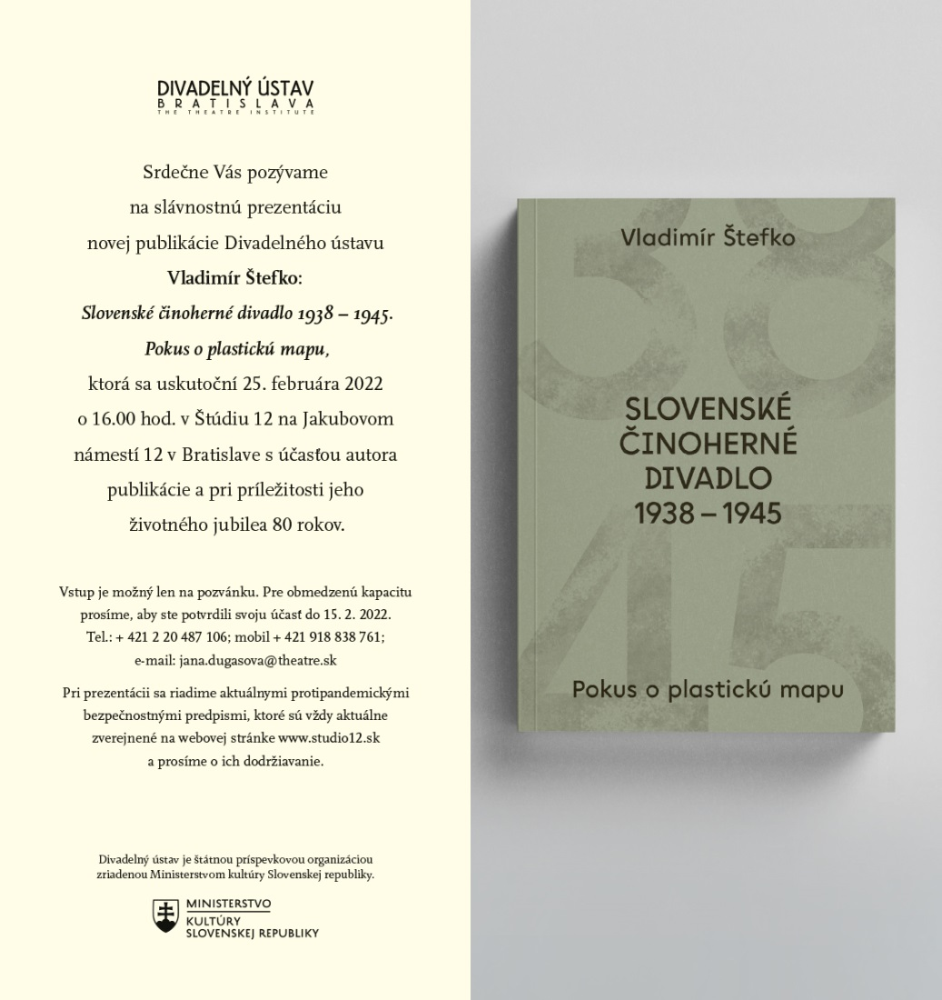 DIVADELNÝ ÚSTAV
BRATISLAVA
THE THEATRE INSTITUTE
Srdečne Vás pozývame
na slávnostnú prezentáciu
novej publikácie Divadelného ústavu
Vladimír Štefko:
Slovenské činoherné divadlo 1938 – 1945.
Pokus o plastickú mapu,
ktorá sa uskutoční 25. februára 2022
o 16.00 hod. v Štúdiu 12 na Jakubovom
námestí 12 v Bratislave s účasťou autora
publikácie a pri príležitosti jeho
životného jubilea 80 rokov.
Vstup je možný len na pozvánku. Pre obmedzenú kapacitu
prosíme, aby ste potvrdili svoju účasť do 15. 2. 2022.
Tel.: + 421 2 20 487 106; mobil + 421 918 838 761;
e-mail: jana.dugasova@theatre.sk
Pri prezentácii sa riadime aktuálnymi protipandemickými
bezpečnostnými predpismi, ktoré sú vždy aktuálne
zverejnené na webovej stránke www.studio12.sk
a prosíme o ich dodržiavanie.
Divadelný ústav je štátnou príspevkovou organizáciou
zriadenou Ministerstvom kultúry Slovenskej republiky.
MINISTERSTVO
KULTÚRY
SLOVENSKEJ REPUBLIKY
38
Vladimír Štefko
SLOVENSKÉ
ČINOHERNÉ
DIVADLO
1938 – 1945
45
Pokus o plastickú mapu